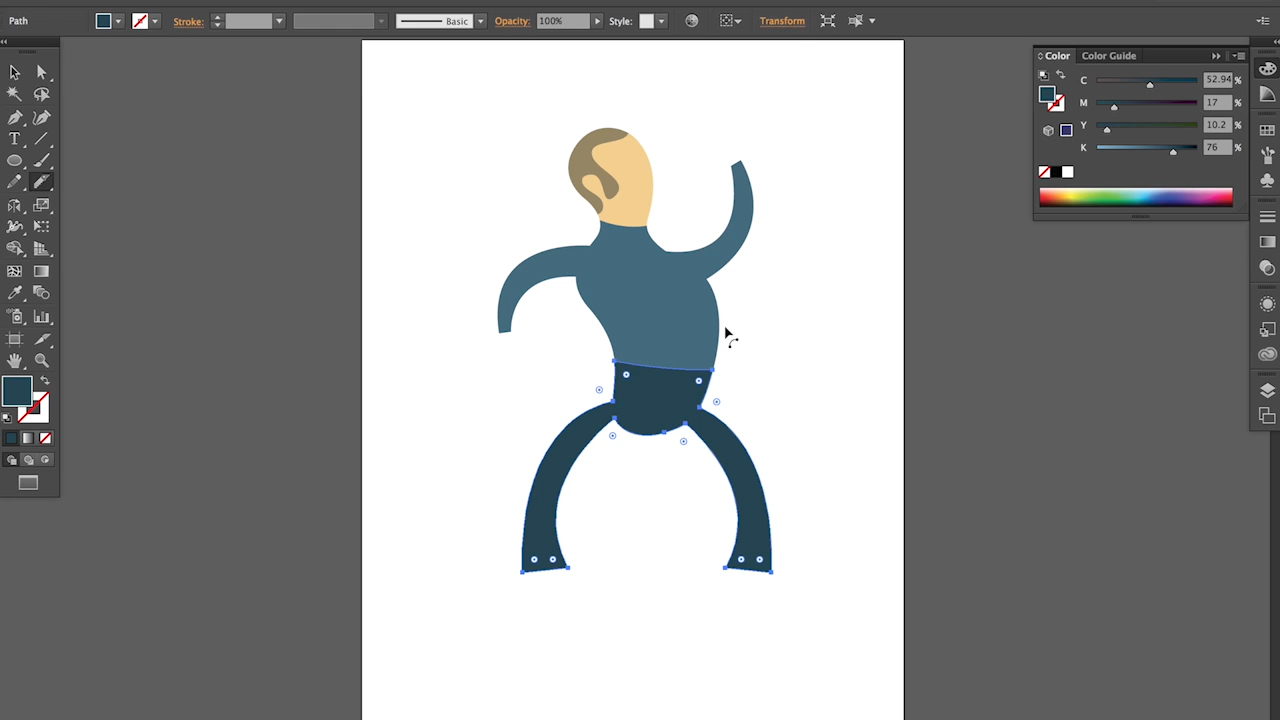 Path Stroke: Basic Opacity: 100% Style: Transform
Color Color Guide
C 52.94 %
M 17 %
Y 10.2 %
K 76 %
T